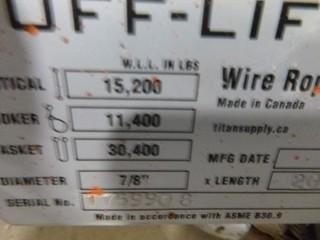 OFF-LIF
W.L.L. IN LBS
TICAL 15,200
Wire Ro
Made in Canada
OKER 11,400
titansupply.ca
ASKET 30,400
MFG DATE
DIAMETER 7/8"
x LENGTH
SERIAL No.
Made in accordance with ASME B30.9